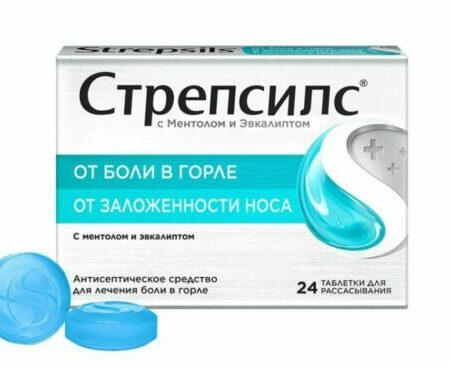 Strepsils
Стрепсилс®
с Ментолом и Эвкалиптом
ОТ БОЛИ В ГОРЛЕ
ОТ ЗАЛОЖЕННОСТИ НОСА
С ментолом и эвкалиптом
Антисептическое средство
для лечения боли в горле
24 ТАБЛЕТКИ ДЛЯ
РАССАСЫВАНИЯ